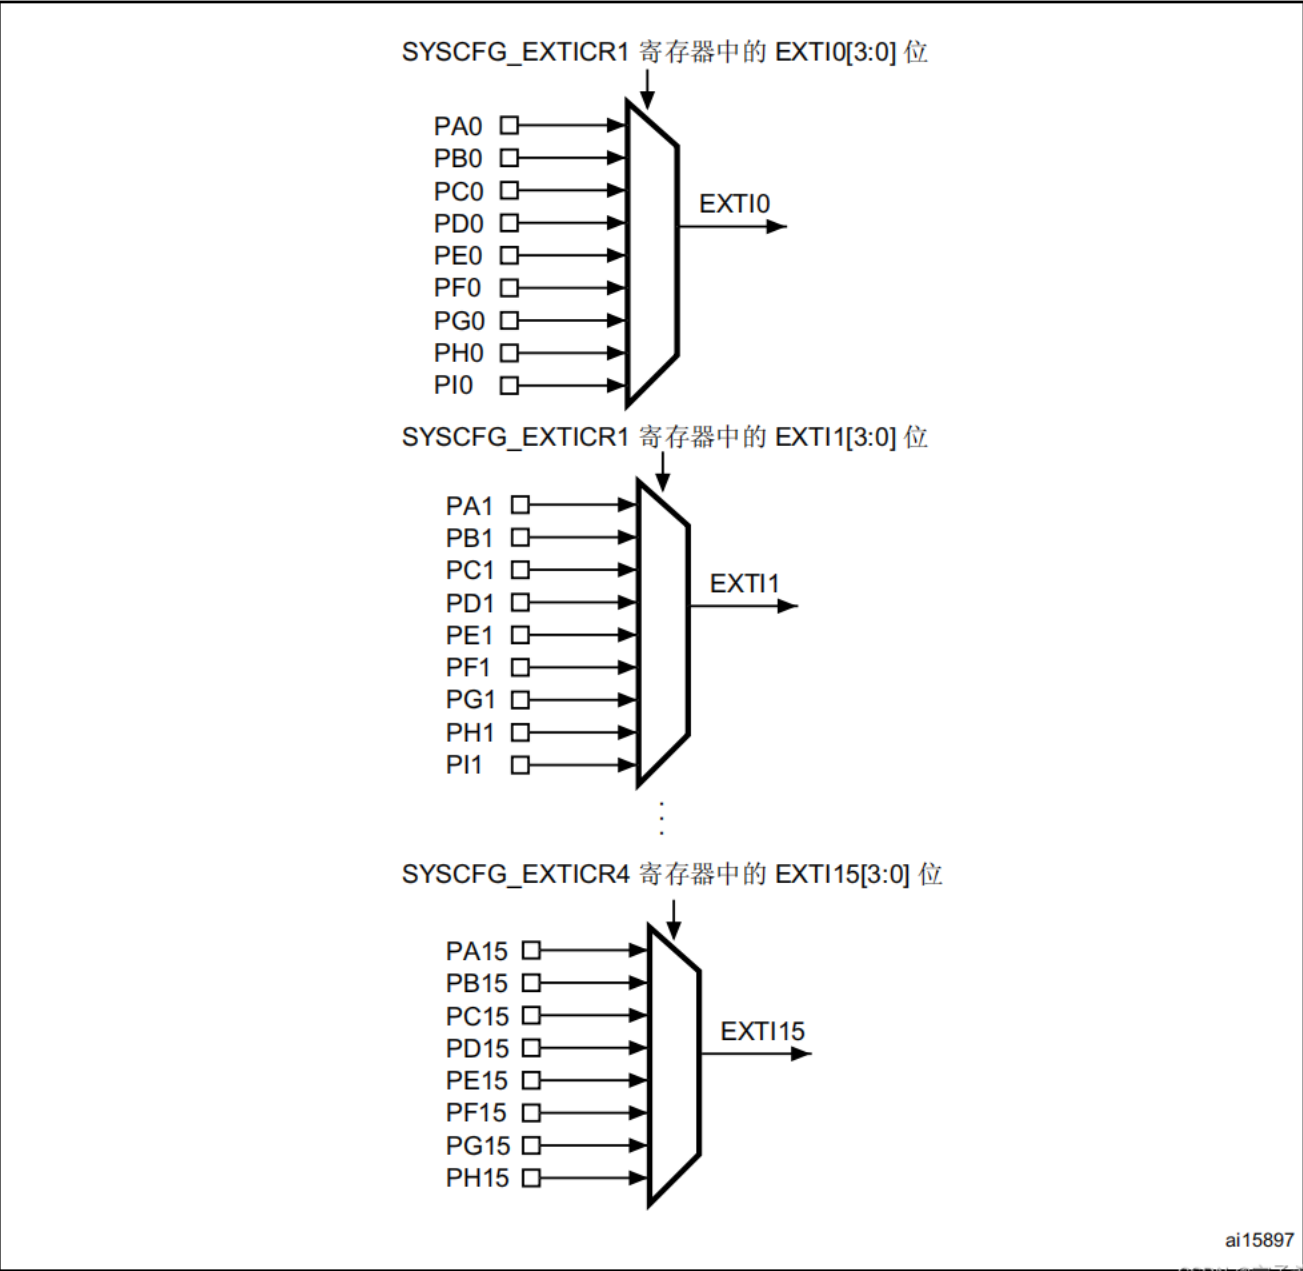 SYSCFG_EXTICR1 寄存器中的 EXTI0[3:0] 位
PA0
PB0
PC0
PD0
PE0
PF0
PG0
PH0
PI0
EXTI0
SYSCFG_EXTICR1 寄存器中的 EXTI1[3:0] 位
PA1
PB1
PC1
PD1
PE1
PF1
PG1
PH1
PI1
EXTI1
SYSCFG_EXTICR4 寄存器中的 EXTI15[3:0] 位
PA15
PB15
PC15
PD15
PE15
PF15
PG15
PH15
EXTI15
ai15897